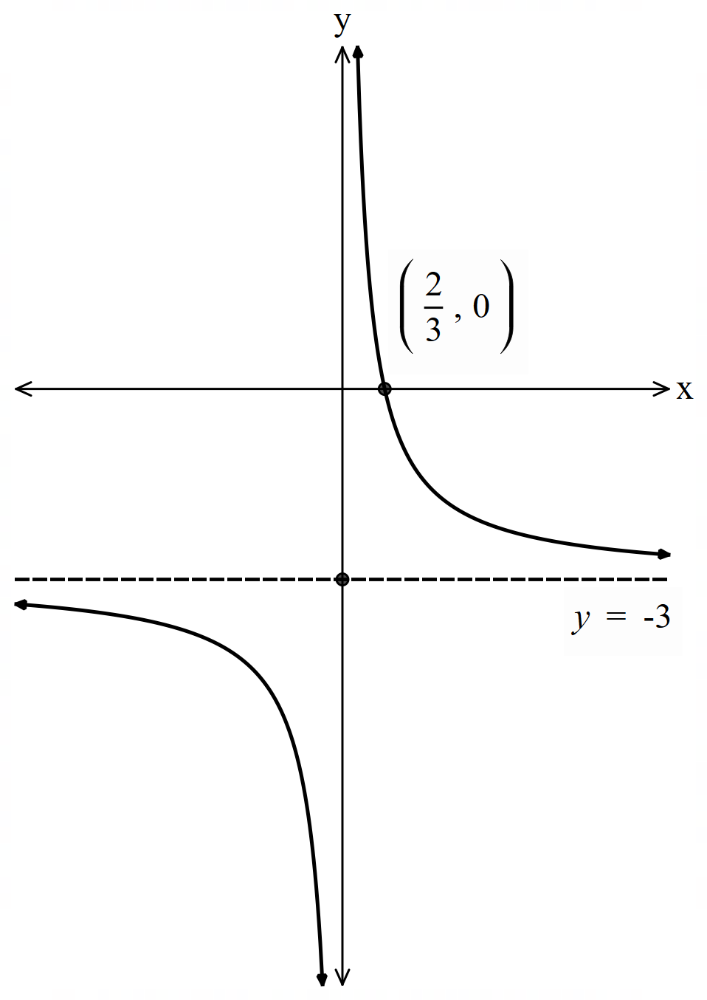 y
( 2/3 , 0 )
x
y = -3